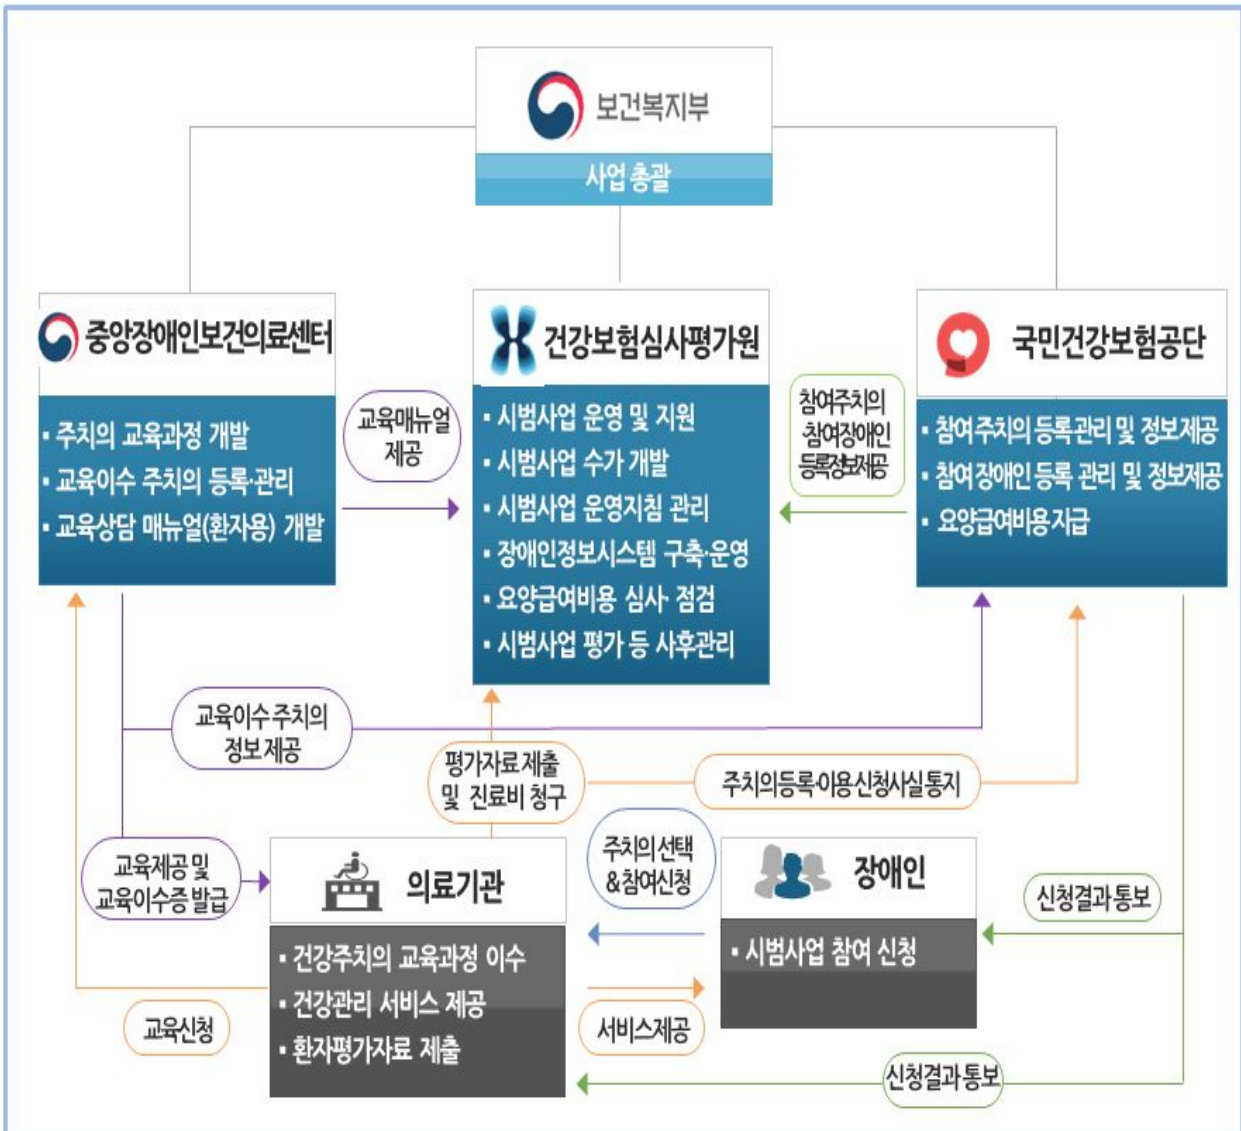 보건복지부
사업 총괄
중앙장애인보건의료센터
▪ 주치의 교육과정 개발
▪ 교육이수 주치의 등록·관리
▪ 교육상담 매뉴얼(환자용) 개발
교육매뉴얼
제공
건강보험심사평가원
▪ 시범사업 운영 및 지원
▪ 시범사업 수가 개발
▪ 시범사업 운영지침 관리
▪ 장애인정보시스템 구축·운영
▪ 요양급여비용 심사· 점검
▪ 시범사업 평가 등 사후관리
참여주치의
·참여장애인
등록정보제공
국민건강보험공단
▪ 참여주치의 등록 관리 및 정보제공
▪ 참여 장애인 등록 관리 및 정보제공
▪ 요양급여비용 지급
교육이수 주치의
정보 제공
평가자료 제출
및 진료비 청구
주치의등록·이용 신청사실 통지
교육제공 및
교육이수증 발급
의료기관
▪ 건강주치의 교육과정 이수
▪ 건강관리 서비스 제공
▪ 환자평가자료 제출
주치의 선택
& 참여신청
장애인
▪ 시범사업 참여 신청
신청결과 통보
교육신청
서비스제공
신청결과 통보